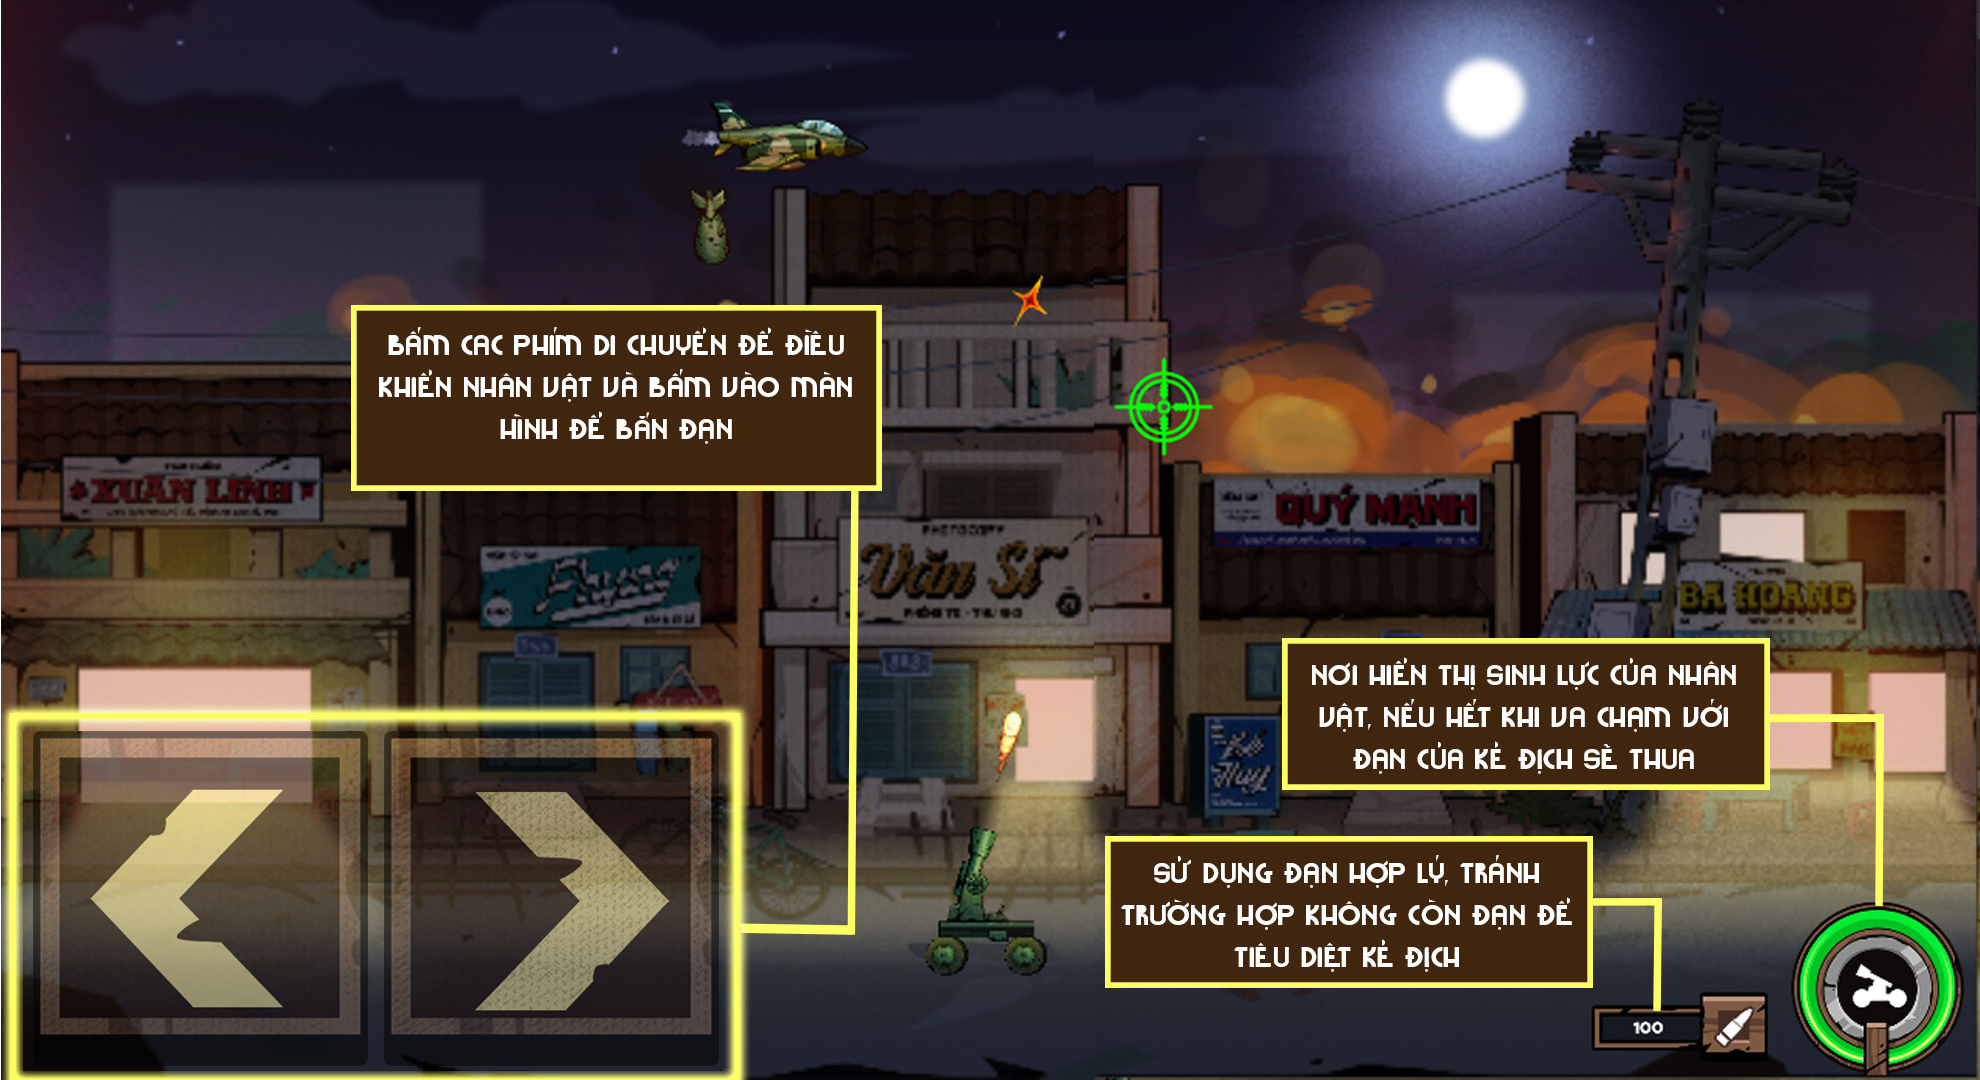 BẤM CAC PHÍM DI CHUYỂN ĐỂ ĐIỀU
KHIỂN NHÂN VẬT VÀ BẤM VÀO MÀN
HÌNH ĐỂ BẮN ĐẠN
XUÂN LINH
QUÝ MẠNH
PHOTOCOPY
Văn Sĩ
BA HOÀNG
NƠI HIỂN THỊ SINH LỰC CỦA NHÂN
VẬT, NẾU HẾT KHI VA CHẠM VỚI
ĐẠN CỦA KẺ ĐỊCH SẼ THUA
SỬ DỤNG ĐẠN HỢP LÝ, TRÁNH
TRƯỜNG HỢP KHÔNG CÒN ĐẠN ĐỂ
TIÊU DIỆT KẺ ĐỊCH
100